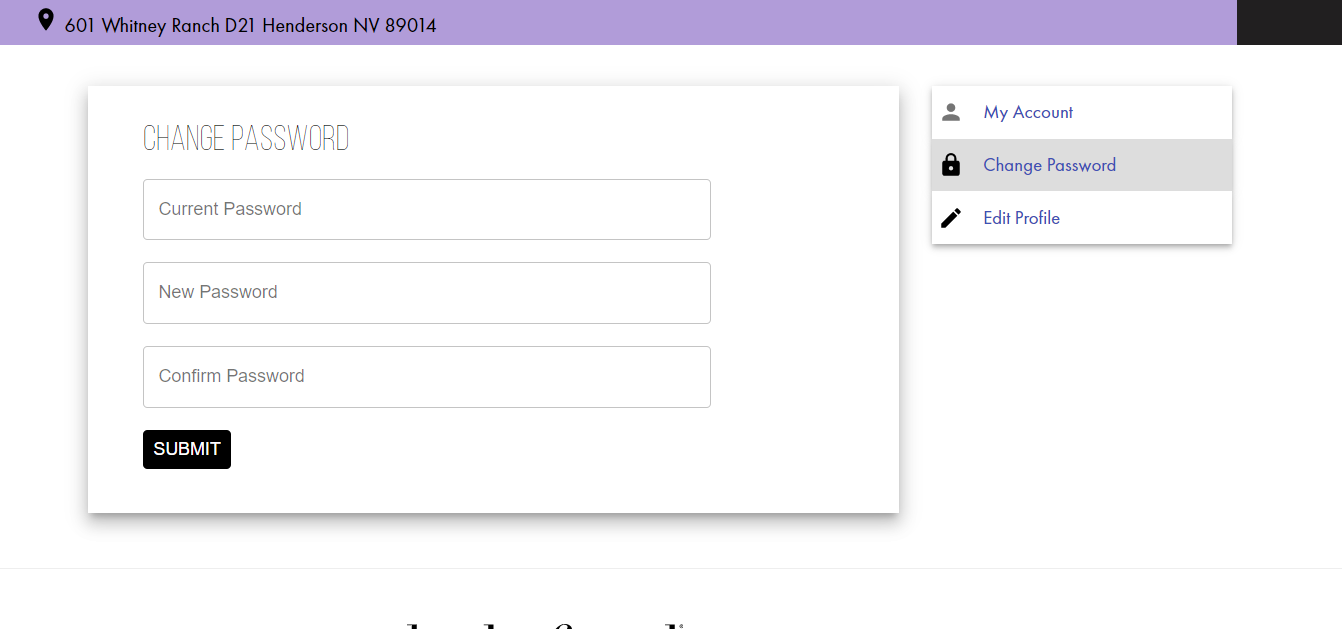 601 Whitney Ranch D21 Henderson NV 89014
CHANGE PASSWORD
Current Password
New Password
Confirm Password
SUBMIT
My Account
Change Password
Edit Profile